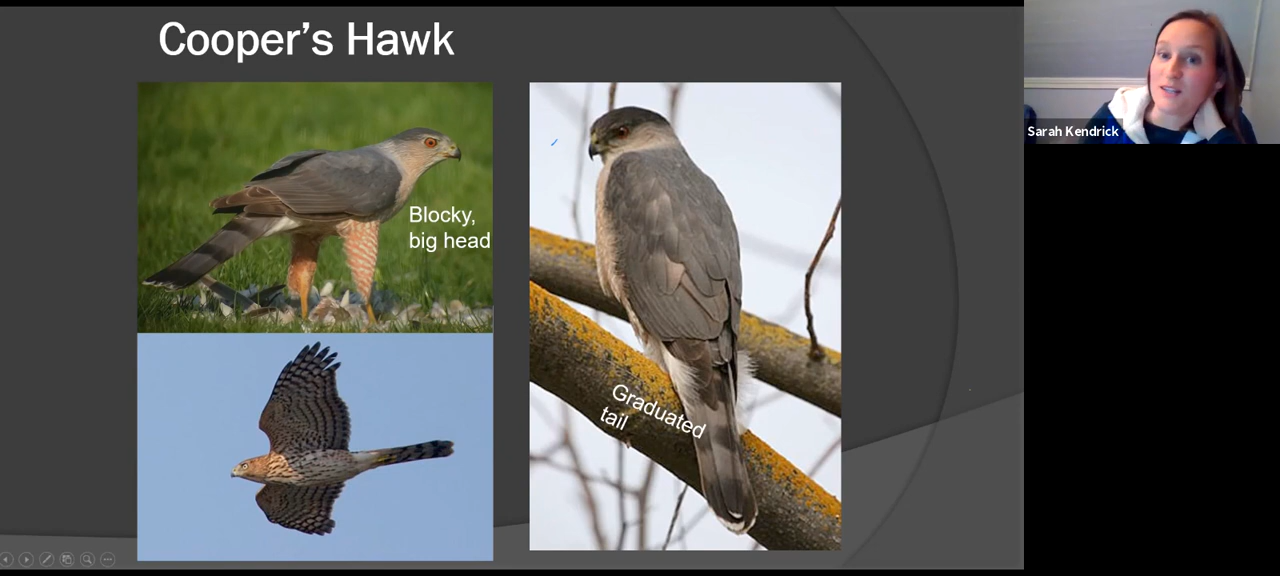 Cooper's Hawk
Blocky,
big head
Graduated
tail
Sarah Kendrick